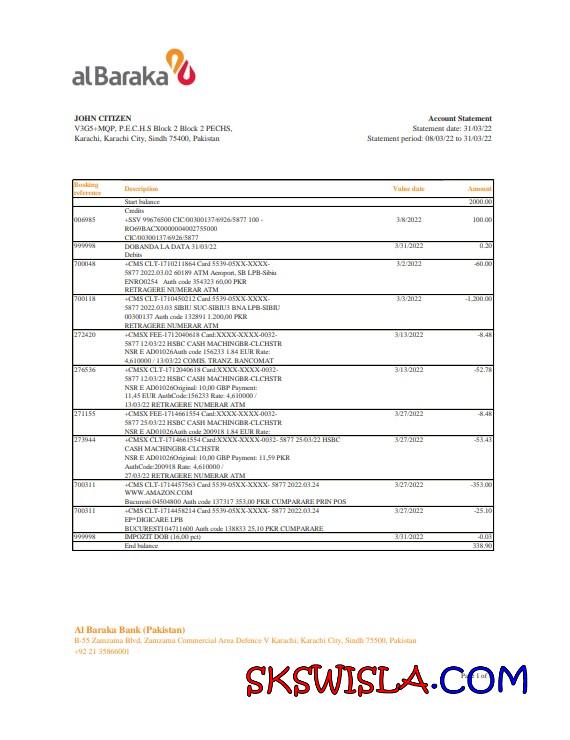 al Baraka
JOHN CITIZEN
V3G5+MQP, P.E.C.H.S Block 2 Block 2 PECHS,
Karachi, Karachi City, Sindh 75400, Pakistan
Account Statement
Statement date: 31/03/22
Statement period: 08/03/22 to 31/03/22
Booking reference Description Value date Amount
Start balance 2000.00
Credits
006985 +SSV 99676500 CIC/00300137/6926/5877 100 - 3/8/2022 100.00
RO69BACX0000004002755000
CIC/00300137/6926/5877
999998 DOBANDA LA DATA 31/03/22 3/31/2022 0.20
Debits
700048 +CMS CLT-1710211864 Card 5539-05XX-XXXX- 3/2/2022 -60.00
5877 2022.03.02 60189 ATM Aeroport, SB LPB-Sibiu
ENRO0254 Auth code 354323 60,00 PKR
RETRAGERE NUMERAR ATM
700118 +CMS CLT-1710450212 Card 5539-05XX-XXXX- 3/3/2022 -1,200.00
5877 2022.03.03 SIBIU SUC-SIBIU3 BNA LPB-SIBIU
00300137 Auth code 132891 1.200,00 PKR
RETRAGERE NUMERAR ATM
272420 +CMSX FEE-1712040618 Card:XXXX-XXXX-0032- 3/13/2022 -8.48
5877 12/03/22 HSBC CASH MACHINGBR-CLCHSTR
NSR E AD01026Auth code 156233 1.84 EUR Rate:
4,610000 / 13/03/22 COMIS. TRANZ. BANCOMAT
276536 +CMSX CLT-1712040618 Card:XXXX-XXXX-0032- 3/13/2022 -52.78
5877 12/03/22 HSBC CASH MACHINGBR-CLCHSTR
NSR E AD01026Original: 10,00 GBP Payment:
11,45 EUR AuthCode:156233 Rate: 4,610000 /
13/03/22 RETRAGERE NUMERAR ATM
271155 +CMSX FEE-1714661554 Card:XXXX-XXXX-0032- 3/27/2022 -8.48
5877 25/03/22 HSBC CASH MACHINGBR-CLCHSTR
NSR E AD01026Auth code 200918 1.84 EUR Rate:
273944 +CMSX CLT-1714661554 Card:XXXX-XXXX-0032- 5877 25/03/22 HSBC 3/27/2022 -53.43
CASH MACHINGBR-CLCHSTR
NSR E AD01026Original: 10,00 GBP Payment: 11,59 PKR
AuthCode:200918 Rate: 4,610000 /
27/03/22 RETRAGERE NUMERAR ATM
700311 +CMS CLT-1714457563 Card 5539-05XX-XXXX- 5877 2022.03.24 3/27/2022 -353.00
WWW.AMAZON.COM
Bucuresti 04504800 Auth code 137317 353,00 PKR CUMPARARE PRIN POS
700311 +CMS CLT-1714458214 Card 5539-05XX-XXXX- 5877 2022.03.24 3/27/2022 -25.10
EP*DIGICARE LPB
BUCURESTI 04711600 Auth code 138833 25,10 PKR CUMPARARE
999998 IMPOZIT DOB (16,00 pct) 3/31/2022 -0.03
End balance 338.90
Al Baraka Bank (Pakistan)
B-55 Zamzama Blvd, Zamzama Commercial Area Defence V Karachi, Karachi City, Sindh 75500, Pakistan
+92 21 35866001
SKSWISLA.COM